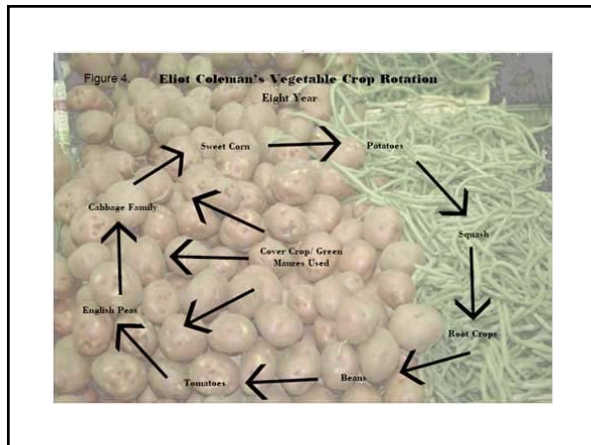 Figure 4. Eliot Coleman's Vegetable Crop Rotation
Eight Year
Sweet Corn
Potatoes
Cabbage Family
Squash
Cover Crop/ Green
Maures Used
English Peas
Root Crops
Tomatoes
Beans